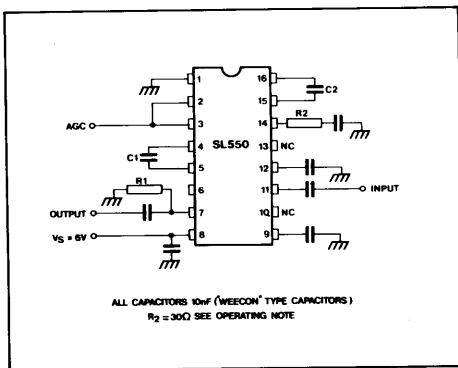 1
16
C2
2
15
R2
AGC
3
SL550
14
4
13
NC
C1
5
12
R1
6
11
INPUT
OUTPUT
7
10
NC
VS = 6V
8
9
ALL CAPACITORS 10nF ("WEECON" TYPE CAPACITORS)
R2 = 30Ω SEE OPERATING NOTE